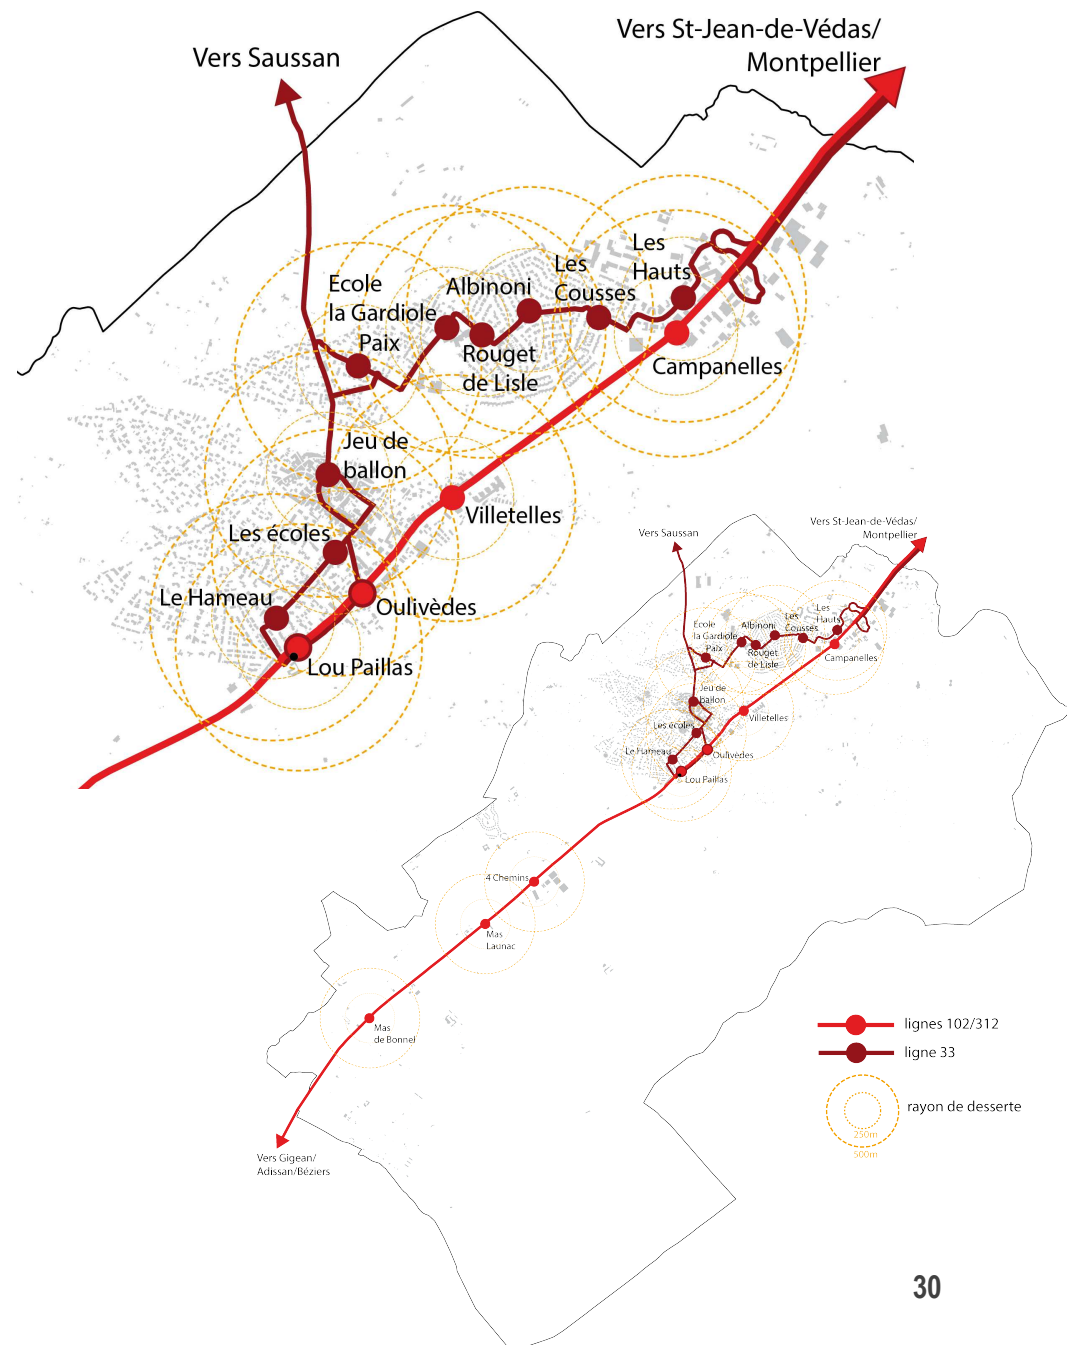 Vers Saussan
Vers St-Jean-de-Védas/
Montpellier
Les
Hauts
Les
Cousses
Ecole
la Gardiole
Paix
Albinoni
Rouget
de Lisle
Campanelles
Jeu de
ballon
Villetelles
Les écoles
Le Hameau
Oulivèdes
Lou Paillas
Vers Saussan
Vers St-Jean-de-Védas/
Montpellier
Les
Hauts
Les
Cousses
Ecole
la Gardiole
Paix
Albinoni
Rouget
de Lisle
Campanelles
Jeu de
ballon
Villetelles
Les écoles
Le Hameau
Oulivèdes
Lou Paillas
4 Chemins
Mas
Launac
Mas
de Bonnel
Vers Gigean/
Adissan/Béziers
lignes 102/312
ligne 33
rayon de desserte
250m
500m
30